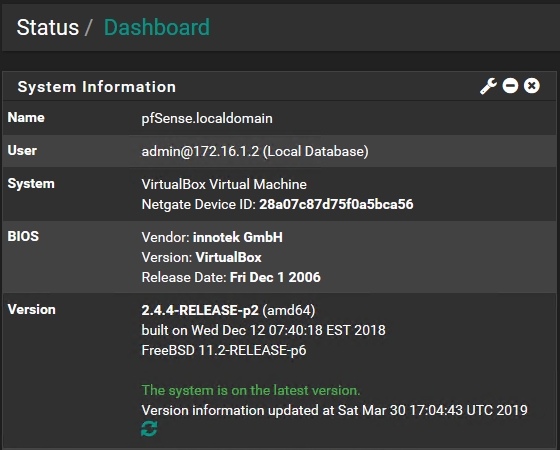 Status / Dashboard
System Information
Name pfSense.localdomain
User admin@172.16.1.2 (Local Database)
System VirtualBox Virtual Machine
Netgate Device ID: 28a07c87d75f0a5bca56
BIOS Vendor: innotek GmbH
Version: VirtualBox
Release Date: Fri Dec 1 2006
Version 2.4.4-RELEASE-p2 (amd64)
built on Wed Dec 12 07:40:18 EST 2018
FreeBSD 11.2-RELEASE-p6
The system is on the latest version.
Version information updated at Sat Mar 30 17:04:43 UTC 2019